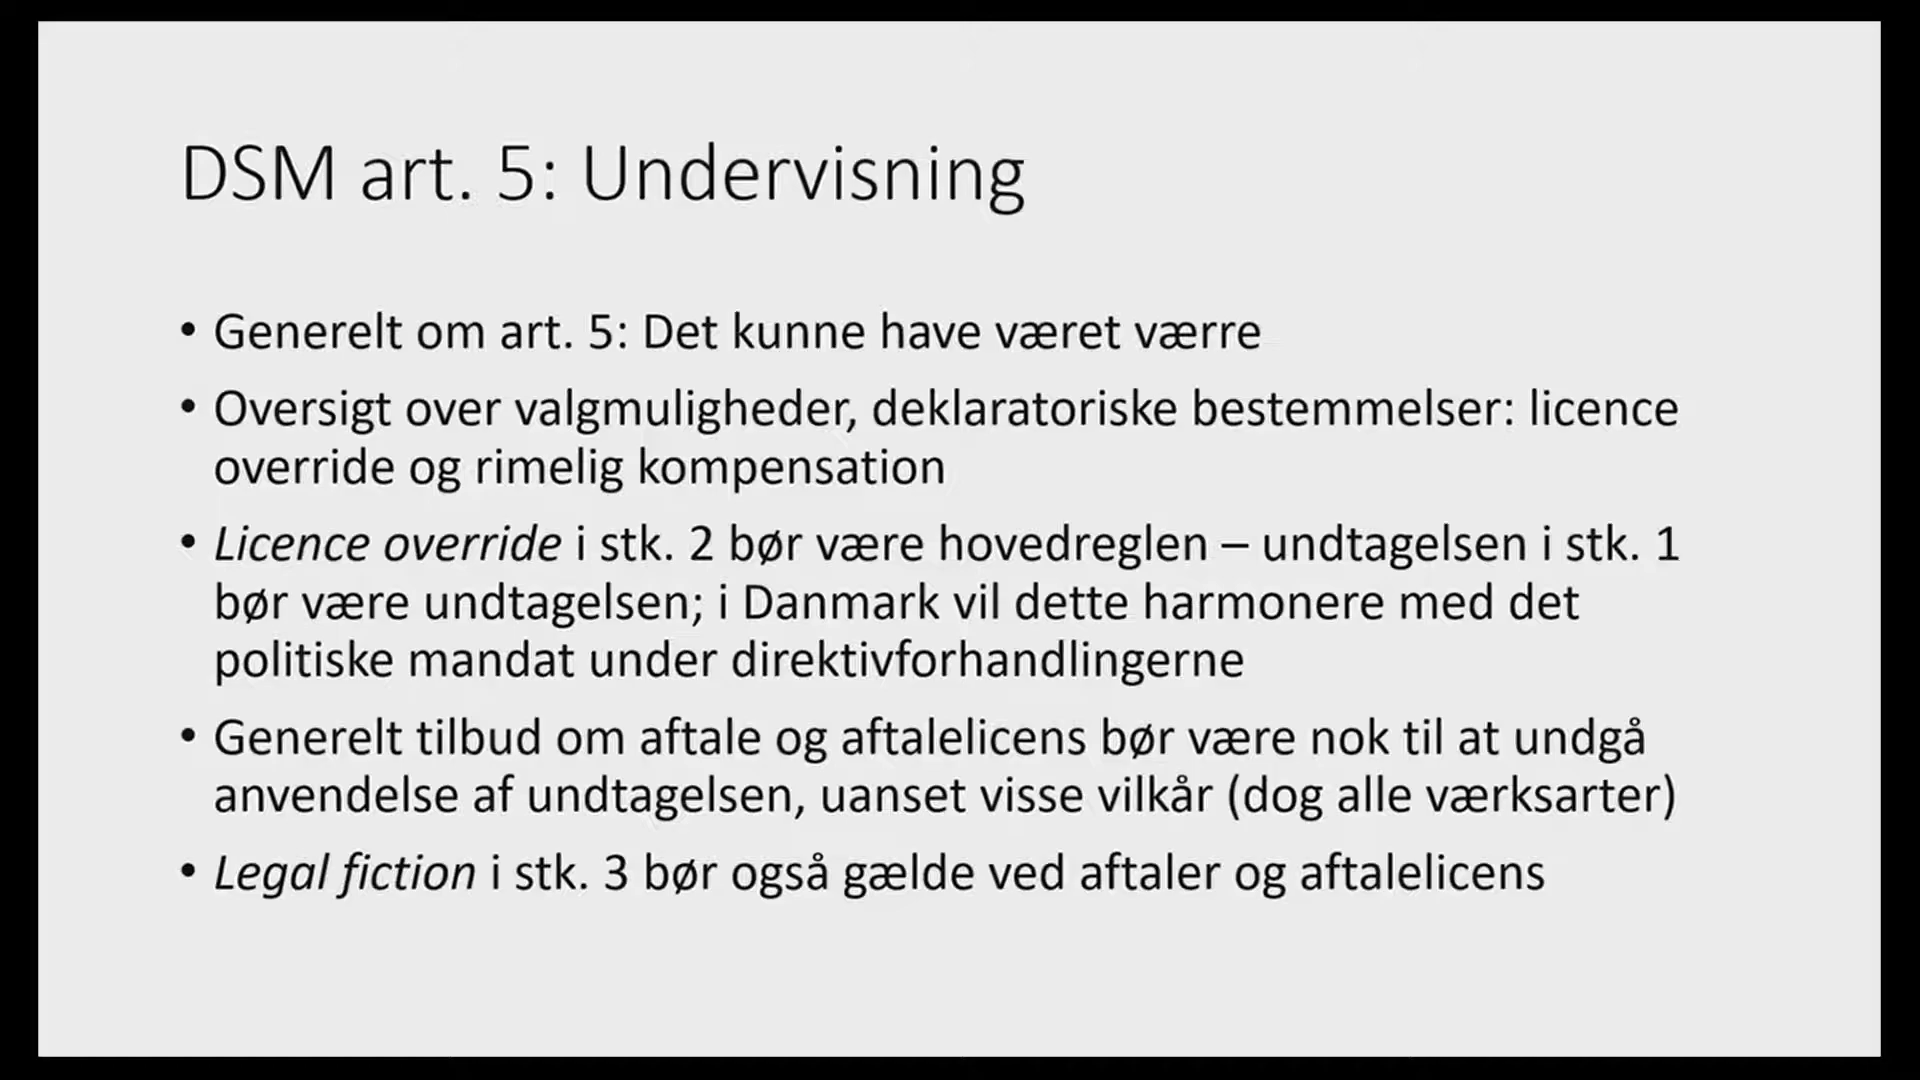 DSM art. 5: Undervisning
• Generelt om art. 5: Det kunne have været værre
• Oversigt over valgmuligheder, deklaratoriske bestemmelser: licence
override og rimelig kompensation
• Licence override i stk. 2 bør være hovedreglen – undtagelsen i stk. 1
bør være undtagelsen; i Danmark vil dette harmonere med det
politiske mandat under direktivforhandlingerne
• Generelt tilbud om aftale og aftalelicens bør være nok til at undgå
anvendelse af undtagelsen, uanset visse vilkår (dog alle værksarter)
• Legal fiction i stk. 3 bør også gælde ved aftaler og aftalelicens